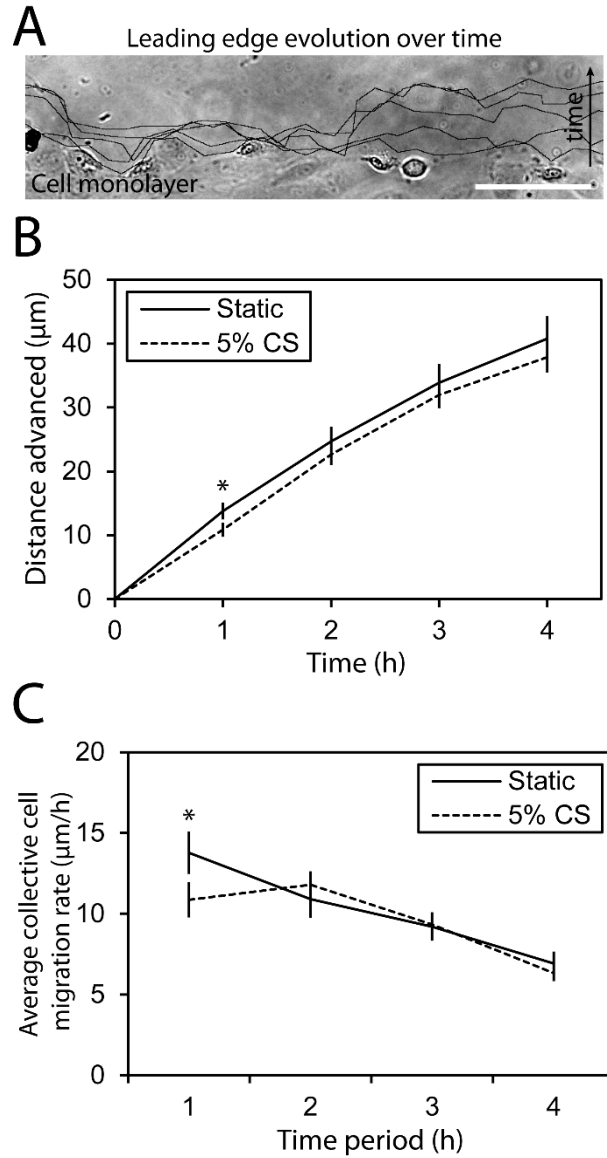 A
Leading edge evolution over time
time
Cell monolayer
B
50
40
30
20
10
0
Distance advanced (μm)
Static
5% CS
*
0 1 2 3 4
Time (h)
C
20
15
10
5
0
Average collective cell
migration rate (μm/h)
Static
5% CS
*
1 2 3 4
Time period (h)